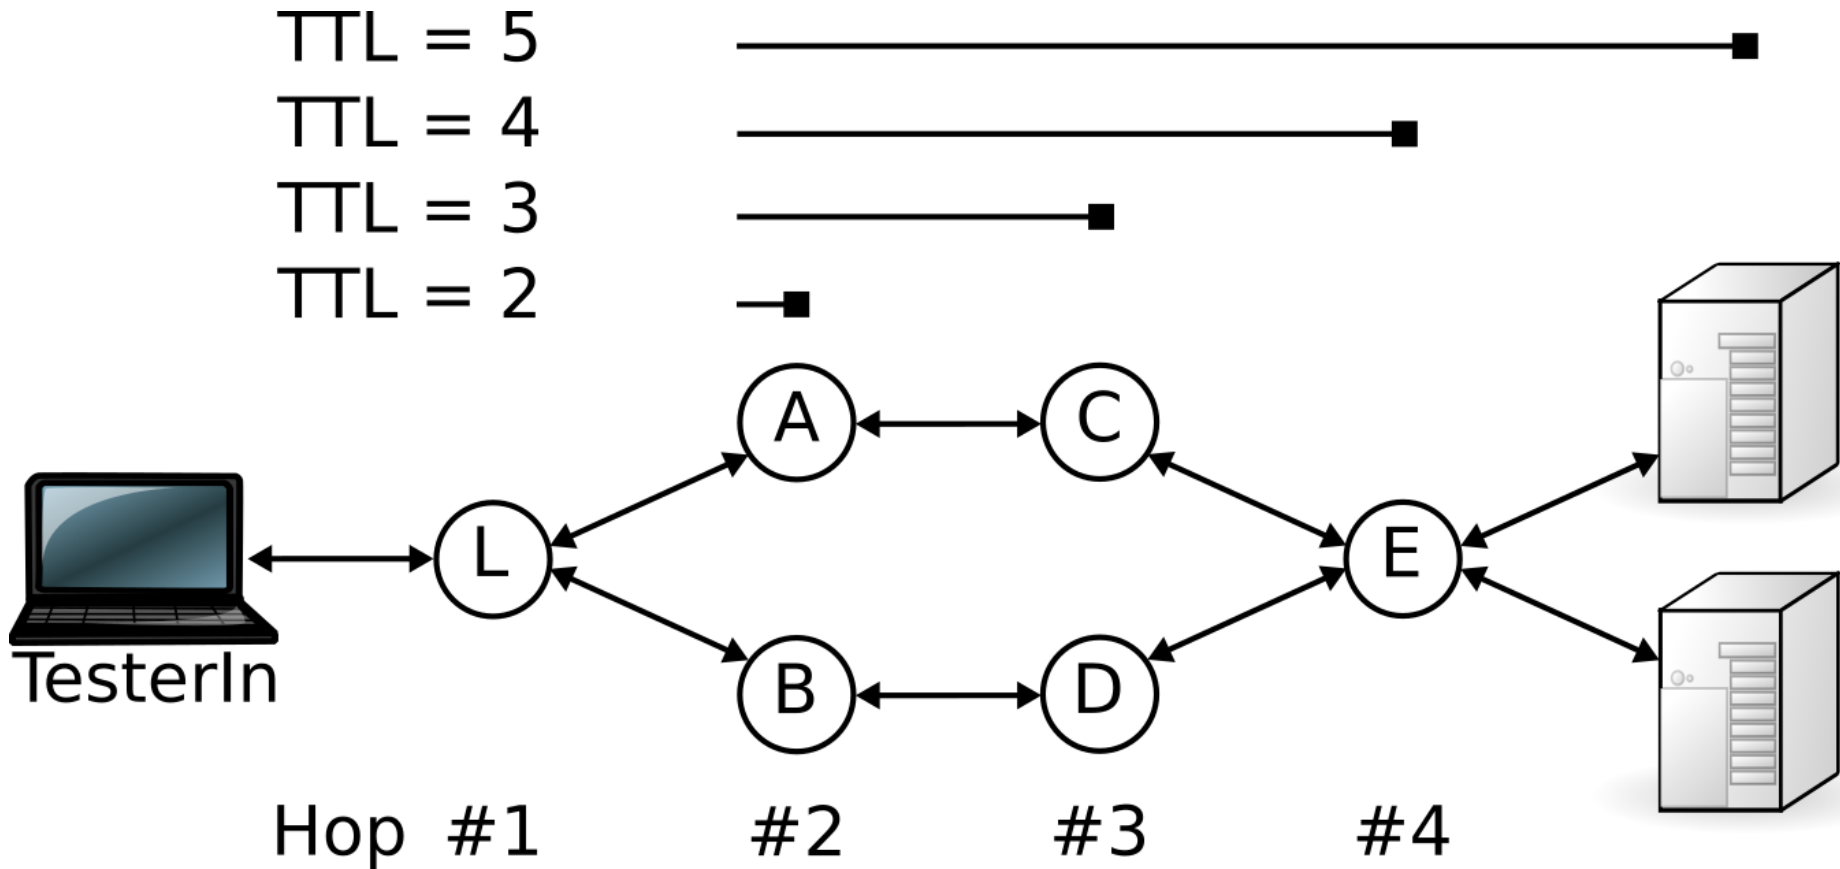 TTL = 5
TTL = 4
TTL = 3
TTL = 2
A
C
L
E
TesterIn
B
D
Hop #1 #2 #3 #4